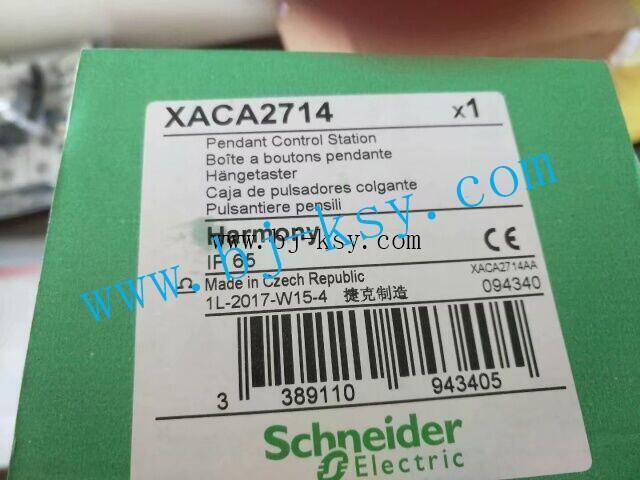 XACA2714 x1
Pendant Control Station
Boîte a boutons pendante
Hängetaster
Caja de pulsadores colgante
Pulsantiere pensili
Harmony
www.bj-ksy.com
www.bj-ksy.com
IP 65
CE
Made in Czech Republic
XACA2714AA
1L-2017-W15-4 捷克制造
094340
3 389110 943405
Schneider
Electric